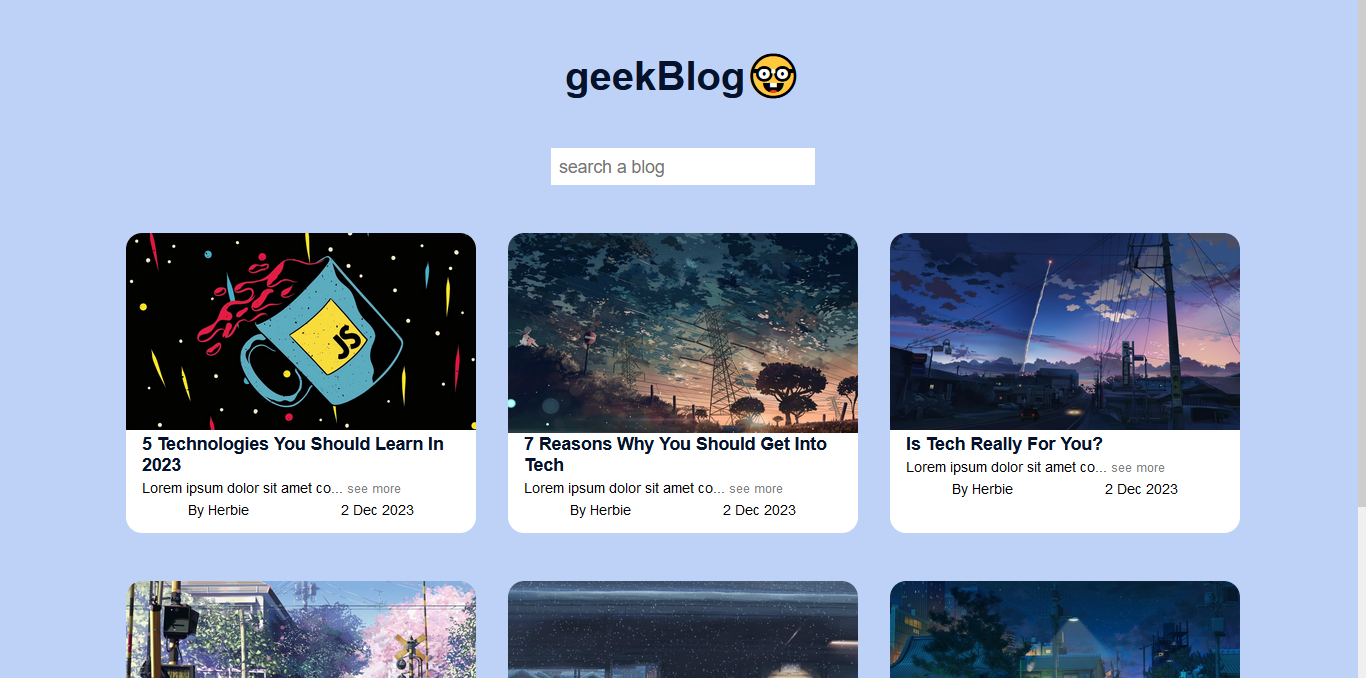 geekBlog🤓
search a blog
JS
5 Technologies You Should Learn In
2023
Lorem ipsum dolor sit amet co... see more
By Herbie 2 Dec 2023
7 Reasons Why You Should Get Into
Tech
Lorem ipsum dolor sit amet co... see more
By Herbie 2 Dec 2023
Is Tech Really For You?
Lorem ipsum dolor sit amet co... see more
By Herbie 2 Dec 2023